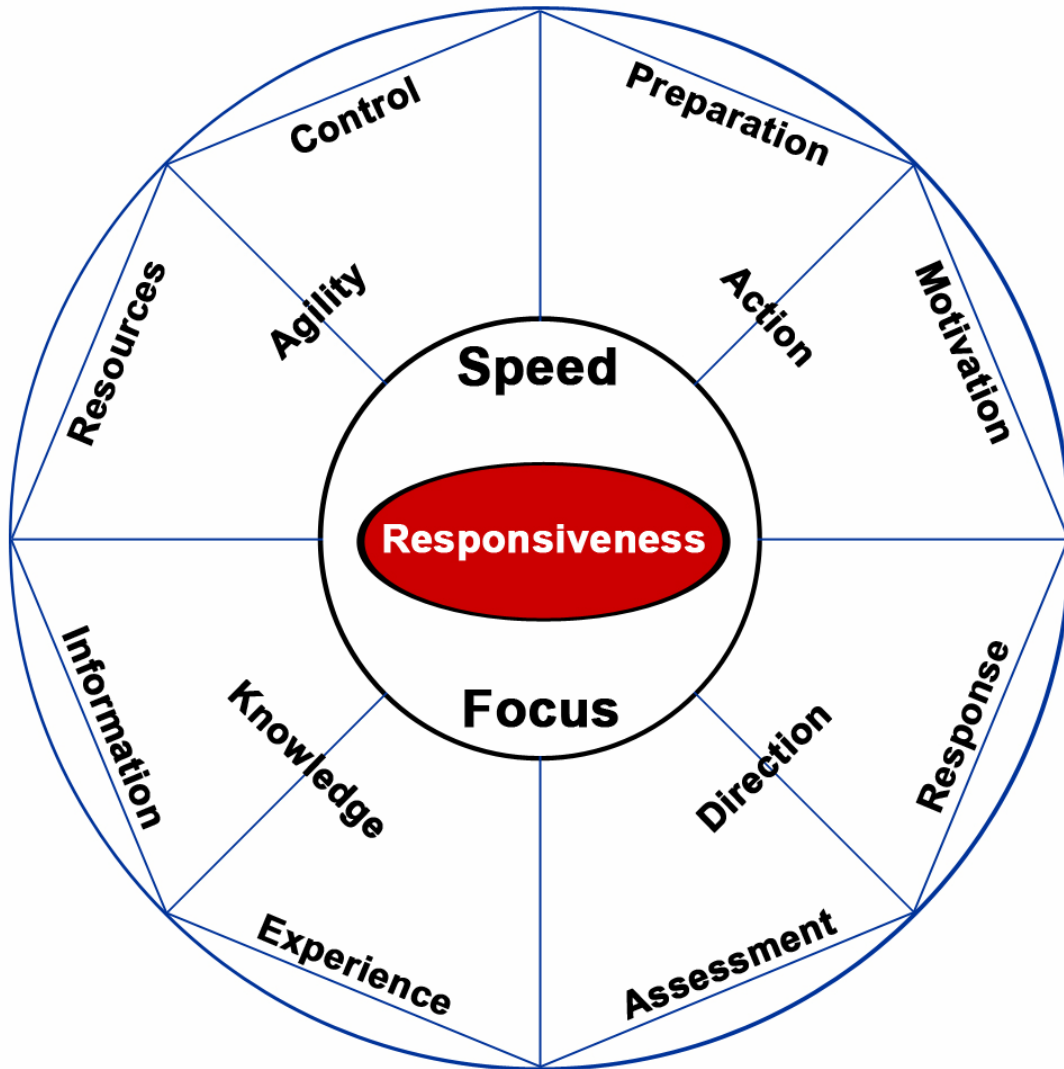 Control
Preparation
Resources
Agility
Action
Motivation
Speed
Responsiveness
Focus
Information
Knowledge
Direction
Response
Experience
Assessment